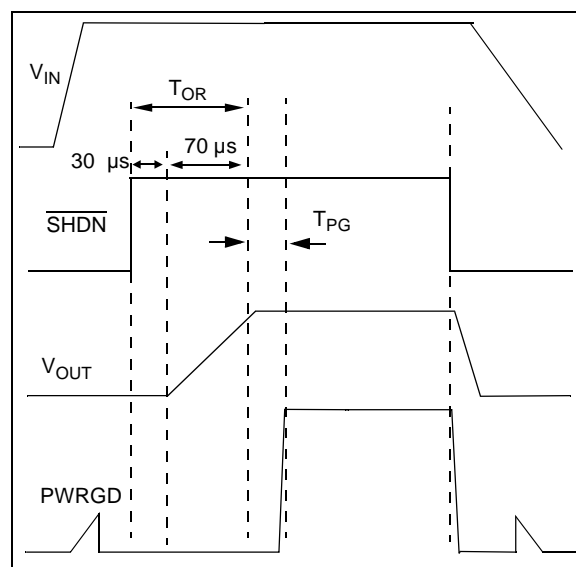 V_IN
T_OR
30 µs
70 µs
SHDN
T_PG
V_OUT
PWRGD